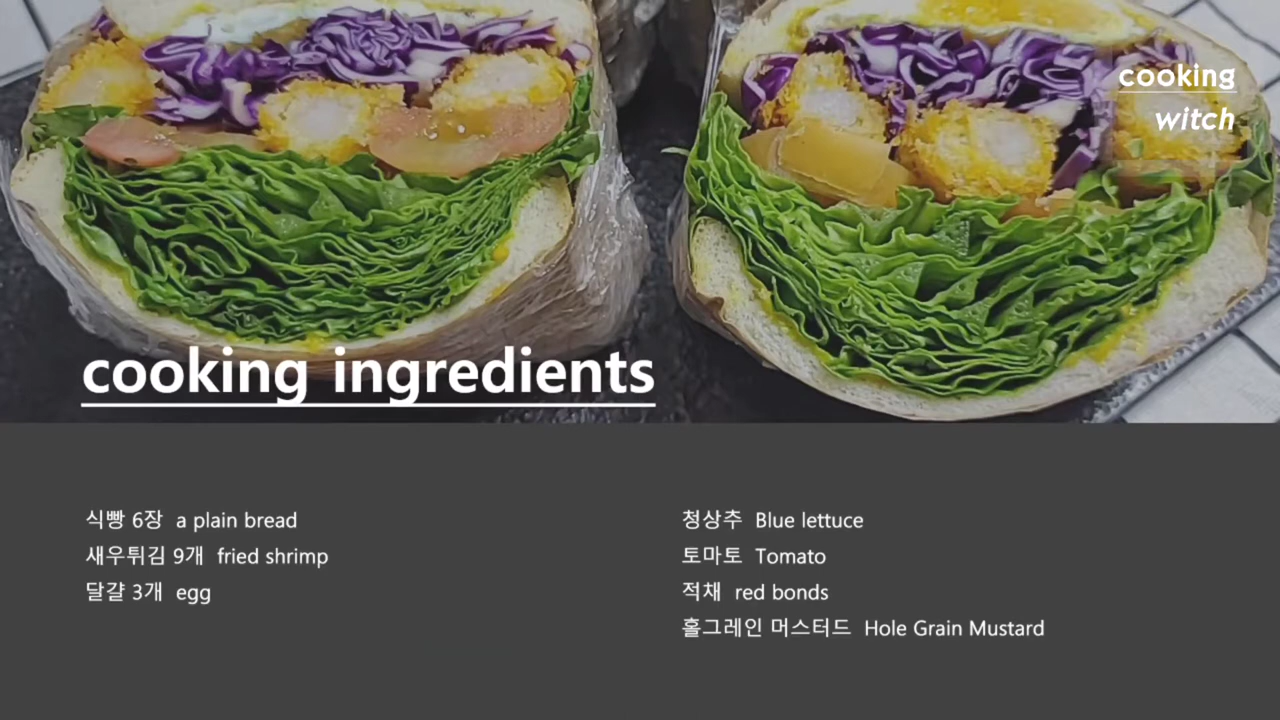 cooking
witch
cooking ingredients
식빵 6장 a plain bread
새우튀김 9개 fried shrimp
달걀 3개 egg
청상추 Blue lettuce
토마토 Tomato
적채 red bonds
홀그레인 머스터드 Hole Grain Mustard